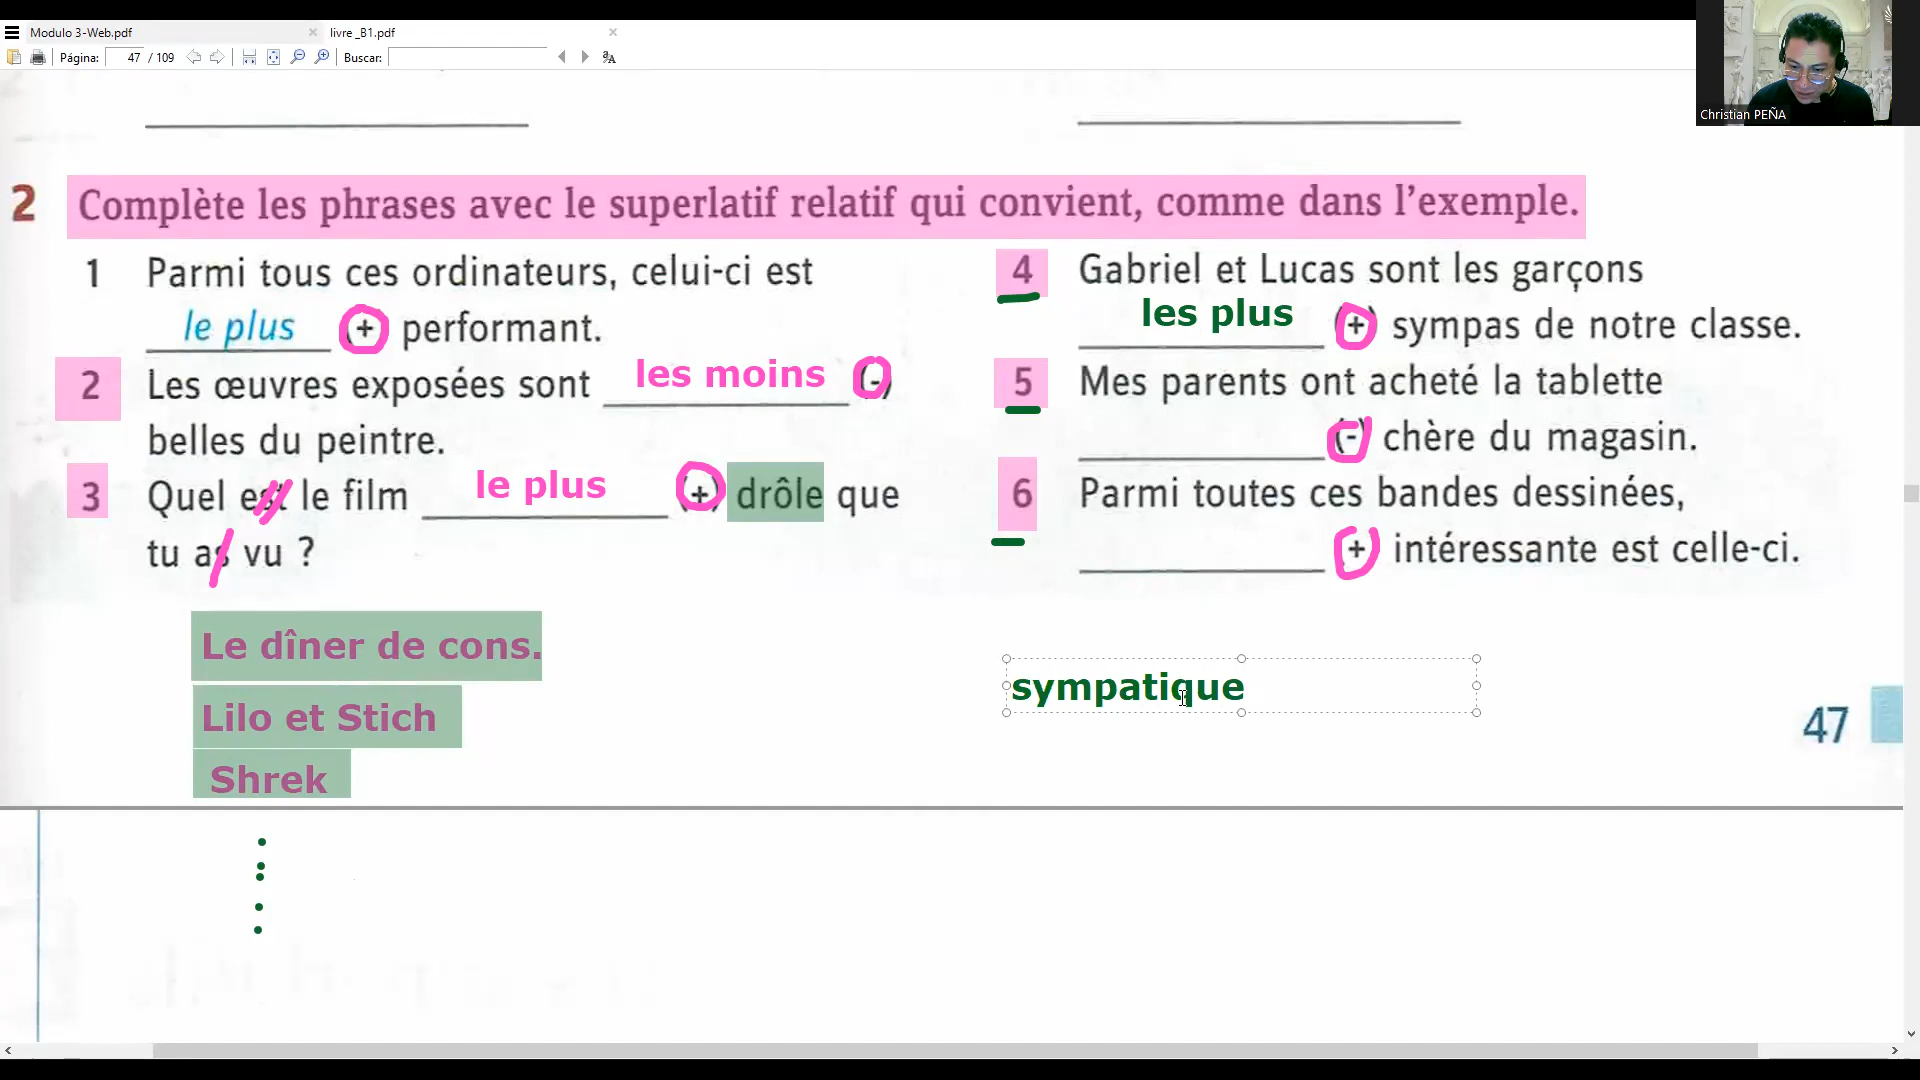 Modulo 3-Web.pdf
livre _B1.pdf
Página: 47 / 109 Buscar:
Christian PEÑA
2 Complète les phrases avec le superlatif relatif qui convient, comme dans l'exemple.
1 Parmi tous ces ordinateurs, celui-ci est
le plus (+) performant.
2 Les œuvres exposées sont les moins (-)
belles du peintre.
3 Quel est le film le plus (+) drôle que
tu as vu ?
Le dîner de cons.
Lilo et Stich
Shrek
4 Gabriel et Lucas sont les garçons
les plus (+) sympas de notre classe.
5 Mes parents ont acheté la tablette
(-) chère du magasin.
6 Parmi toutes ces bandes dessinées,
(+) intéressante est celle-ci.
sympatique
47